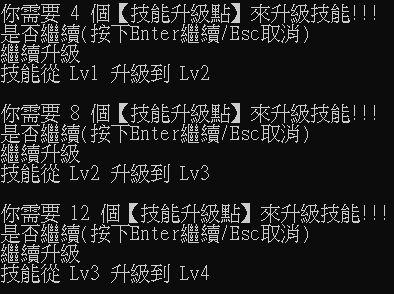 你需要 4 個【技能升級點】來升級技能!!!
是否繼續(按下Enter繼續/Esc取消)
繼續升級
技能從 Lv1 升級到 Lv2
你需要 8 個【技能升級點】來升級技能!!!
是否繼續(按下Enter繼續/Esc取消)
繼續升級
技能從 Lv2 升級到 Lv3
你需要 12 個【技能升級點】來升級技能!!!
是否繼續(按下Enter繼續/Esc取消)
繼續升級
技能從 Lv3 升級到 Lv4